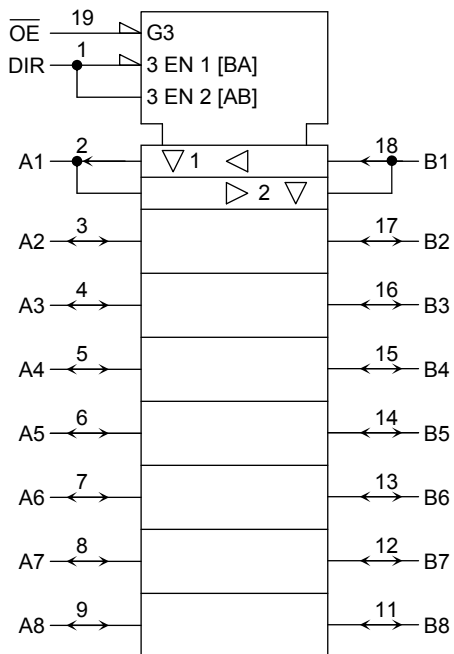 O̅E̅ 19 G3
DIR 1 3 EN 1 [BA]
3 EN 2 [AB]
A1 2 1 18 B1
2
A2 3 17 B2
A3 4 16 B3
A4 5 15 B4
A5 6 14 B5
A6 7 13 B6
A7 8 12 B7
A8 9 11 B8